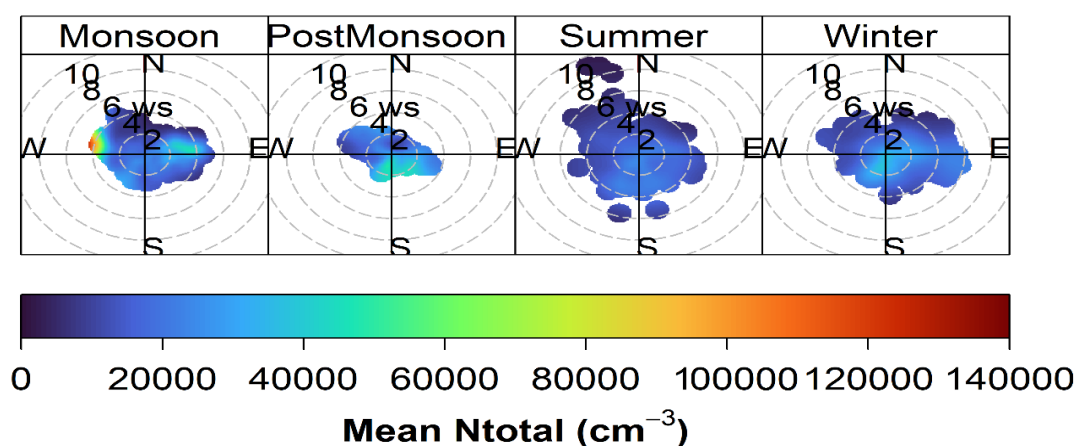 Monsoon PostMonsoon Summer Winter
N N N N
10 10 10 10
8 8 8 8
6 ws 6 ws 6 ws 6 ws
4 4 4 4
2 2 2 2
W E W E W E W E
S S S S
0 20000 40000 60000 80000 100000 120000 140000
Mean Ntotal (cm⁻³)